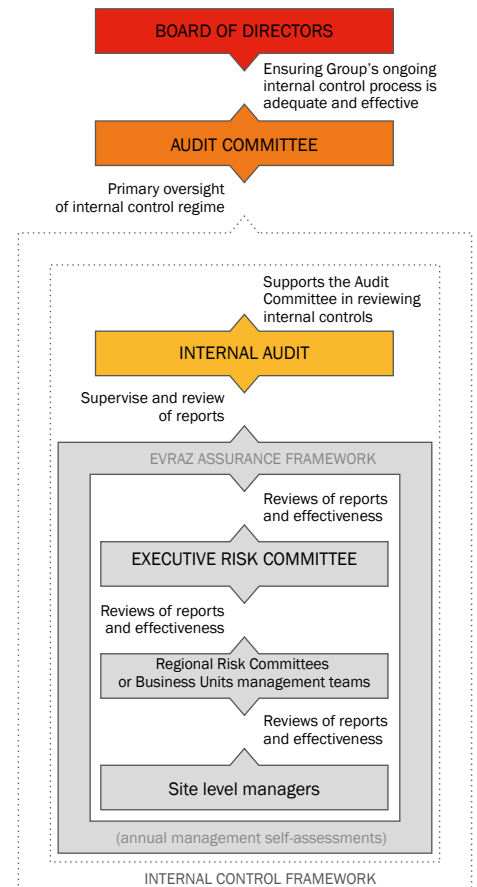 BOARD OF DIRECTORS
Ensuring Group's ongoing
internal control process is
adequate and effective
AUDIT COMMITTEE
Primary oversight
of internal control regime
Supports the Audit
Committee in reviewing
internal controls
INTERNAL AUDIT
Supervise and review
of reports
EVRAZ ASSURANCE FRAMEWORK
Reviews of reports
and effectiveness
EXECUTIVE RISK COMMITTEE
Reviews of reports
and effectiveness
Regional Risk Committees
or Business Units management teams
Reviews of reports
and effectiveness
Site level managers
(annual management self-assessments)
INTERNAL CONTROL FRAMEWORK